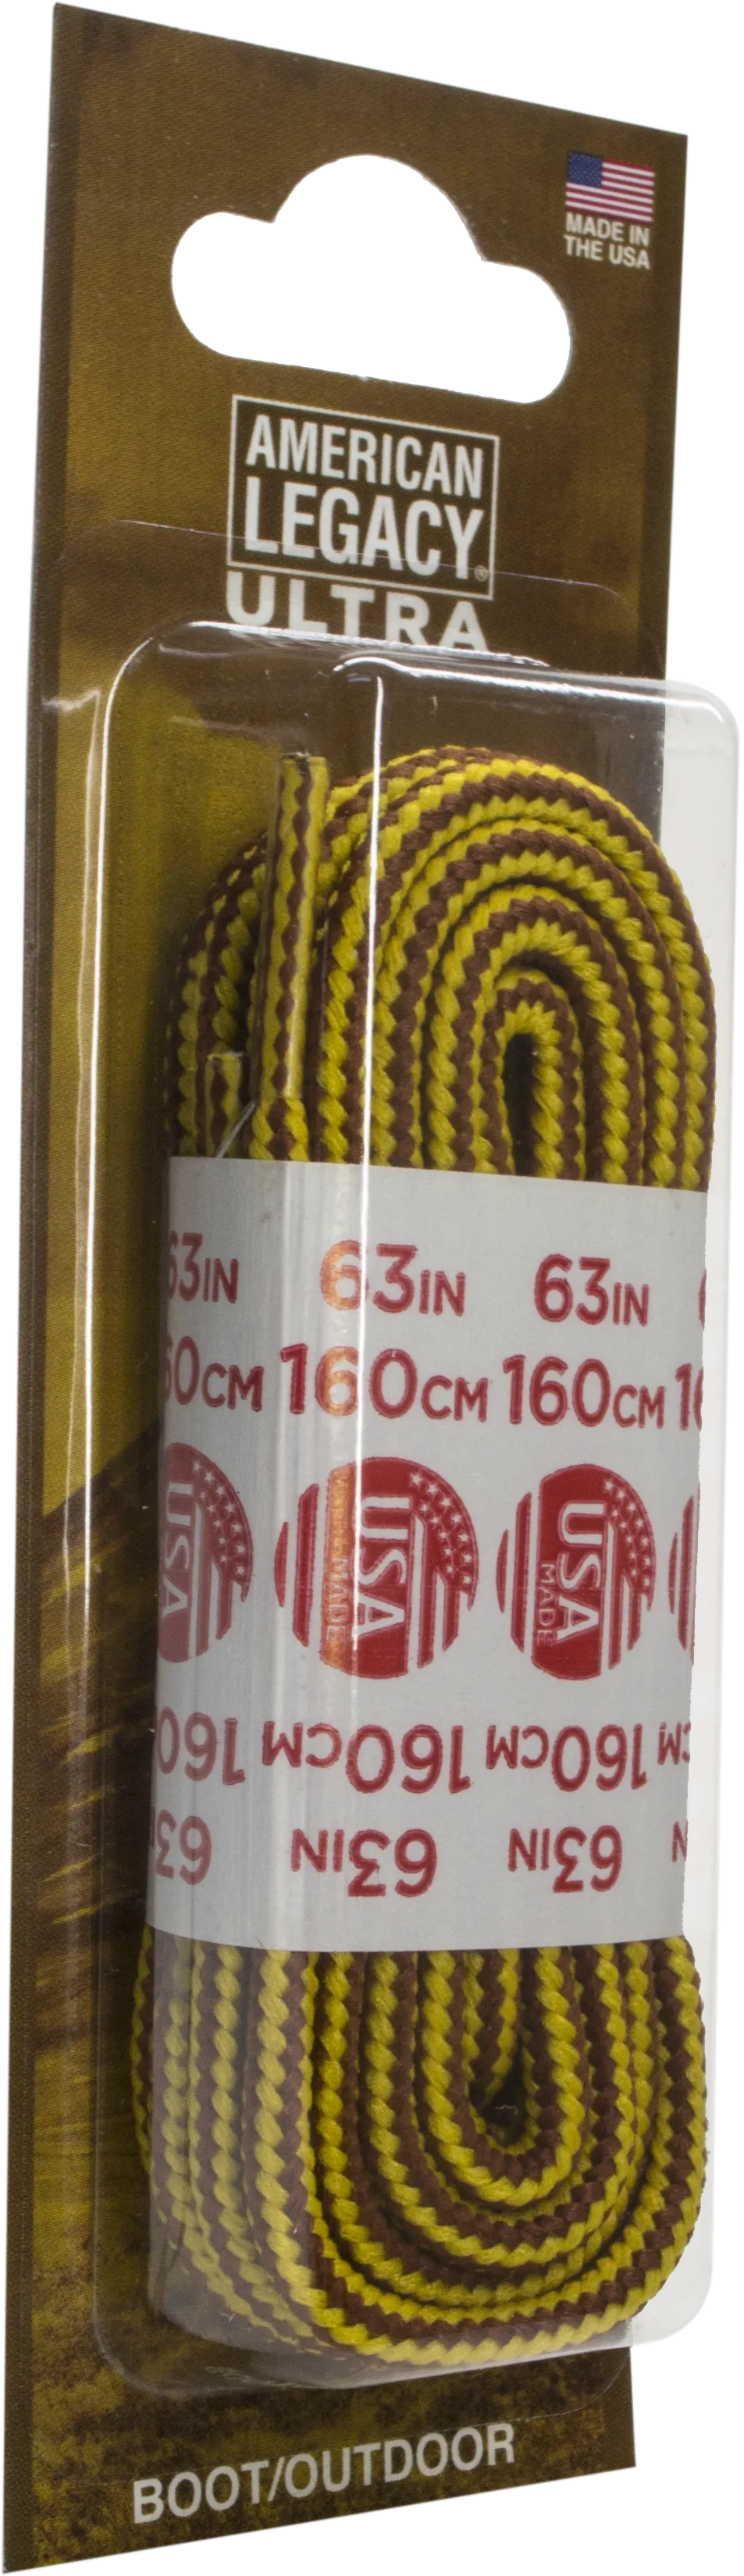 MADE IN
THE USA
AMERICAN
LEGACY®
ULTRA
63IN 63IN 63IN
160CM 160CM 160CM
USA USA USA
MADE MADE
160CM 160CM
63IN 63IN
BOOT/OUTDOOR